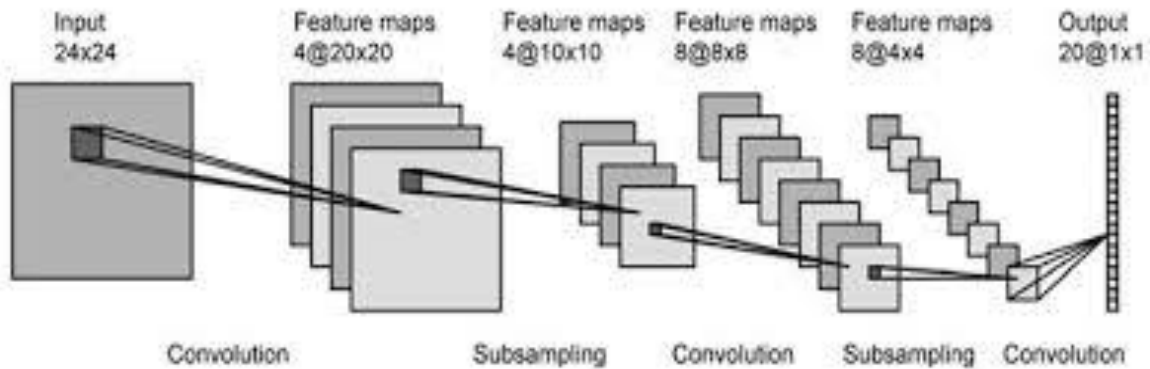 Input
24x24
Feature maps
4@20x20
Feature maps
4@10x10
Feature maps
8@8x8
Feature maps
8@4x4
Output
20@1x1
Convolution
Subsampling
Convolution
Subsampling
Convolution